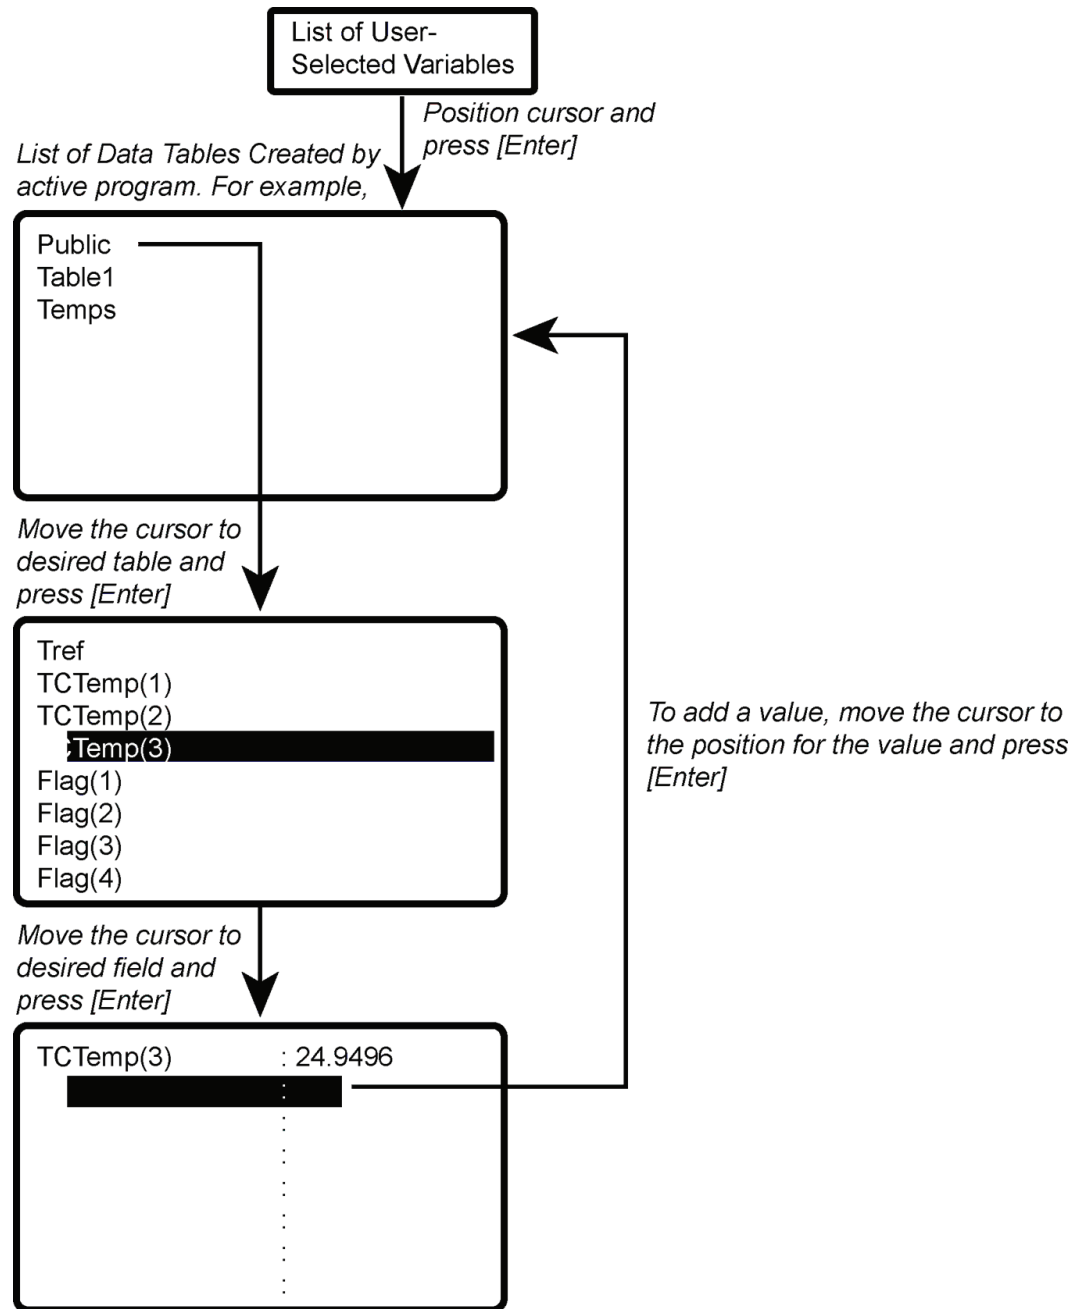 List of User-
Selected Variables
Position cursor and
press [Enter]
List of Data Tables Created by
active program. For example,
Public
Table1
Temps
Move the cursor to
desired table and
press [Enter]
Tref
TCTemp(1)
TCTemp(2)
CTemp(3)
Flag(1)
Flag(2)
Flag(3)
Flag(4)
To add a value, move the cursor to
the position for the value and press
[Enter]
Move the cursor to
desired field and
press [Enter]
TCTemp(3) : 24.9496
:
:
:
:
:
:
: